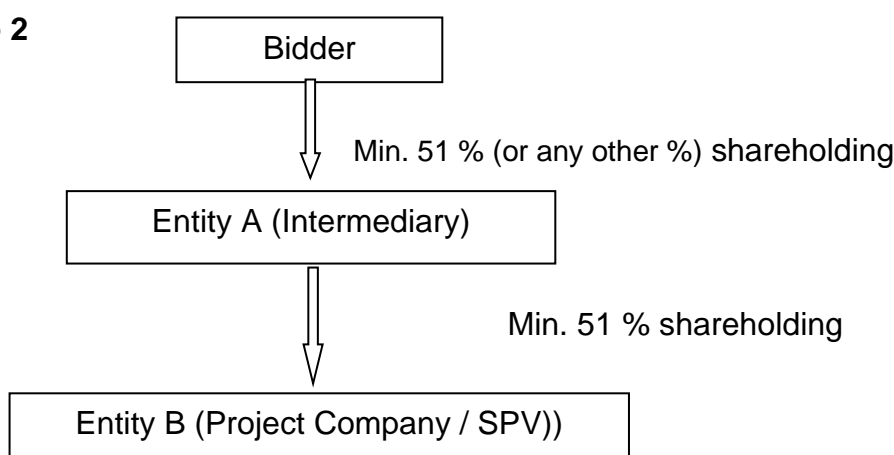 2
Bidder
Min. 51 % (or any other %) shareholding
Entity A (Intermediary)
Min. 51 % shareholding
Entity B (Project Company / SPV))